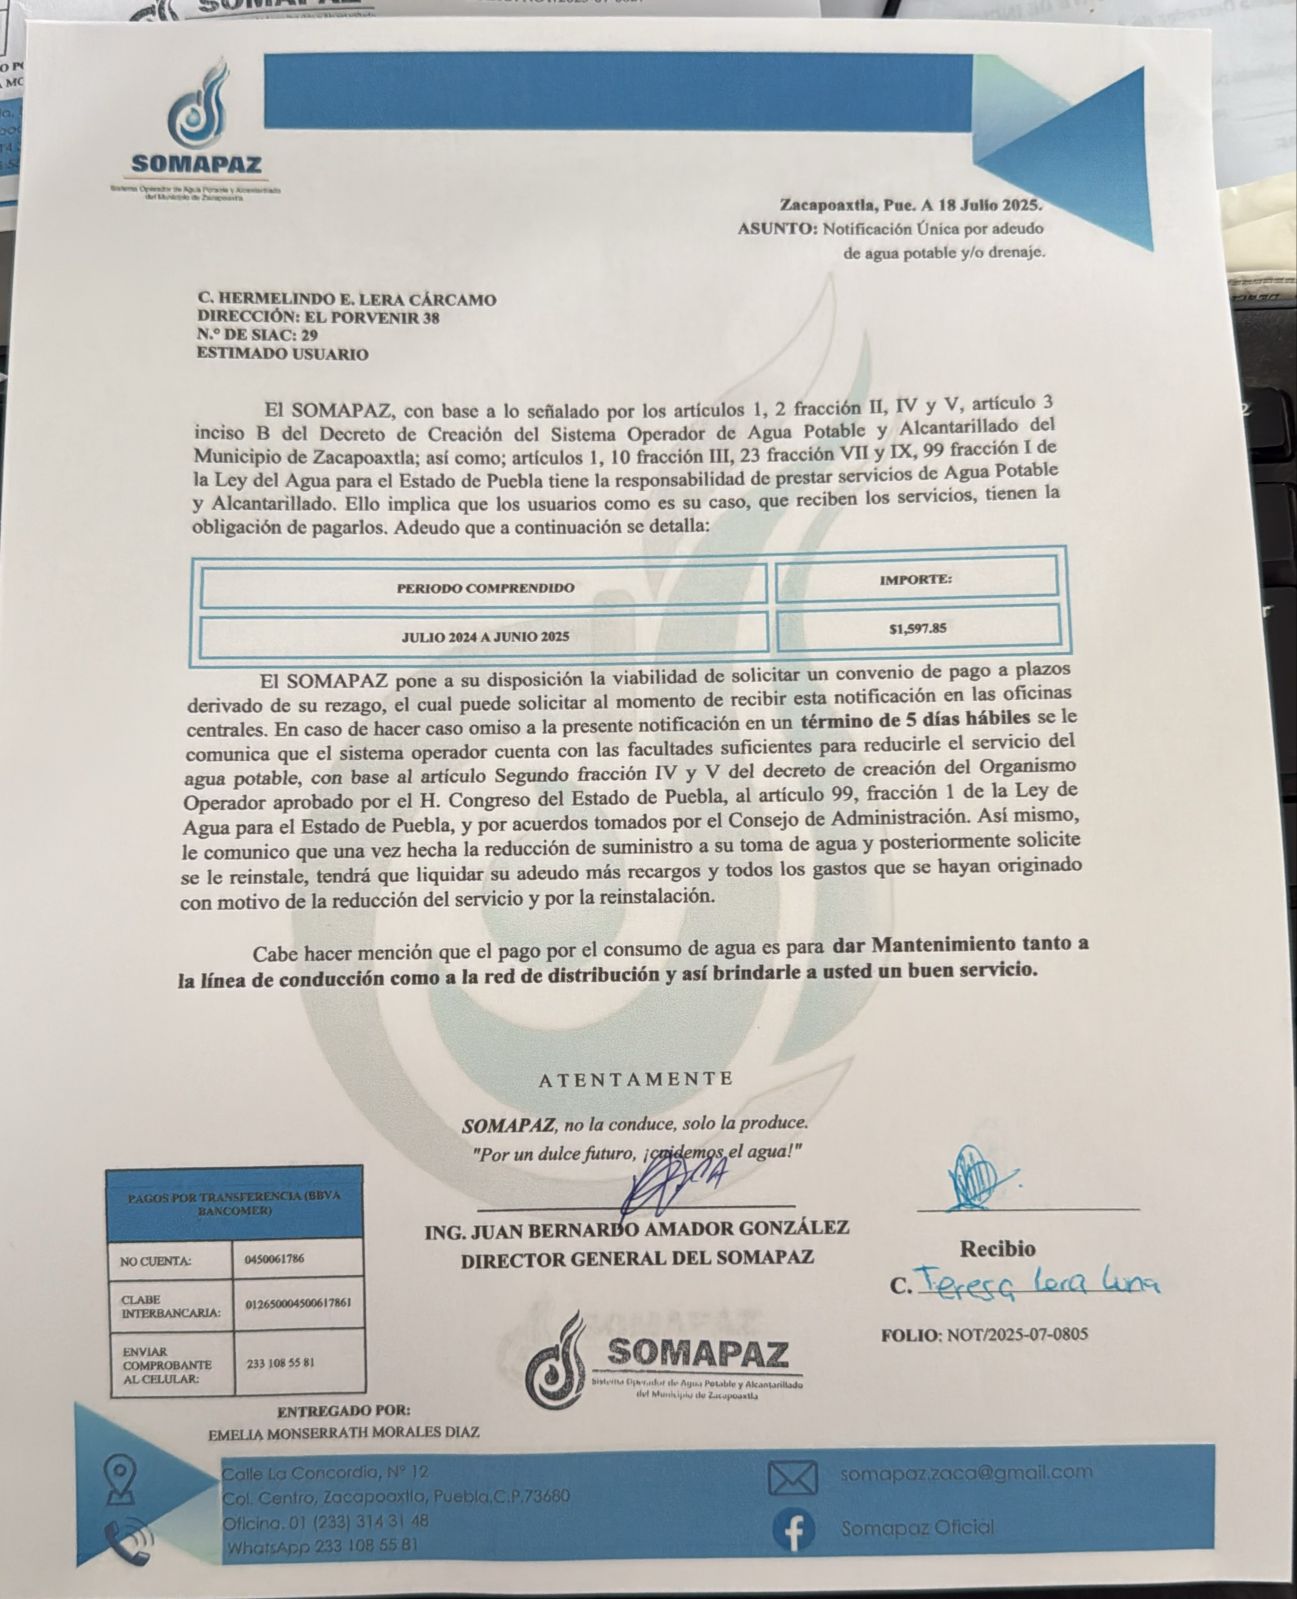 SOMAPAZ
Sistema Operador de Agua Potable y Alcantarillado
del Municipio de Zacapoaxtla
Zacapoaxtla, Pue. A 18 Julio 2025.
ASUNTO: Notificación Única por adeudo
de agua potable y/o drenaje.
C. HERMELINDO E. LERA CÁRCAMO
DIRECCIÓN: EL PORVENIR 38
N.º DE SIAC: 29
ESTIMADO USUARIO
El SOMAPAZ, con base a lo señalado por los artículos 1, 2 fracción II, IV y V, artículo 3
inciso B del Decreto de Creación del Sistema Operador de Agua Potable y Alcantarillado del
Municipio de Zacapoaxtla; así como; artículos 1, 10 fracción III, 23 fracción VII y IX, 99 fracción I de
la Ley del Agua para el Estado de Puebla tiene la responsabilidad de prestar servicios de Agua Potable
y Alcantarillado. Ello implica que los usuarios como es su caso, que reciben los servicios, tienen la
obligación de pagarlos. Adeudo que a continuación se detalla:
PERIODO COMPRENDIDO
IMPORTE:
JULIO 2024 A JUNIO 2025
$1,597.85
El SOMAPAZ pone a su disposición la viabilidad de solicitar un convenio de pago a plazos
derivado de su rezago, el cual puede solicitar al momento de recibir esta notificación en las oficinas
centrales. En caso de hacer caso omiso a la presente notificación en un término de 5 días hábiles se le
comunica que el sistema operador cuenta con las facultades suficientes para reducirle el servicio del
agua potable, con base al artículo Segundo fracción IV y V del decreto de creación del Organismo
Operador aprobado por el H. Congreso del Estado de Puebla, al artículo 99, fracción 1 de la Ley de
Agua para el Estado de Puebla, y por acuerdos tomados por el Consejo de Administración. Así mismo,
le comunico que una vez hecha la reducción de suministro a su toma de agua y posteriormente solicite
se le reinstale, tendrá que liquidar su adeudo más recargos y todos los gastos que se hayan originado
con motivo de la reducción del servicio y por la reinstalación.
Cabe hacer mención que el pago por el consumo de agua es para dar Mantenimiento tanto a
la línea de conducción como a la red de distribución y así brindarle a usted un buen servicio.
ATENTAMENTE
SOMAPAZ, no la conduce, solo la produce.
"Por un dulce futuro, ¡cuidemos el agua!"
ING. JUAN BERNARDO AMADOR GONZÁLEZ
DIRECTOR GENERAL DEL SOMAPAZ
Recibio
C. Teresa Lera Luna
FOLIO: NOT/2025-07-0805
PAGOS POR TRANSFERENCIA (BBVA
BANCOMER)
NO CUENTA:
0450061786
CLABE
INTERBANCARIA:
012650004500617861
ENVIAR
COMPROBANTE
AL CELULAR:
233 108 55 81
SOMAPAZ
Sistema Operador de Agua Potable y Alcantarillado
del Municipio de Zacapoaxtla
ENTREGADO POR:
EMELIA MONSERRATH MORALES DIAZ
Calle La Concordia, Nº 12
Col. Centro, Zacapoaxtla, Puebla,C.P.73680
Oficina. 01 (233) 314 31 48
WhatsApp 233 108 55 81
somapaz.zaca@gmail.com
Somapaz Oficial